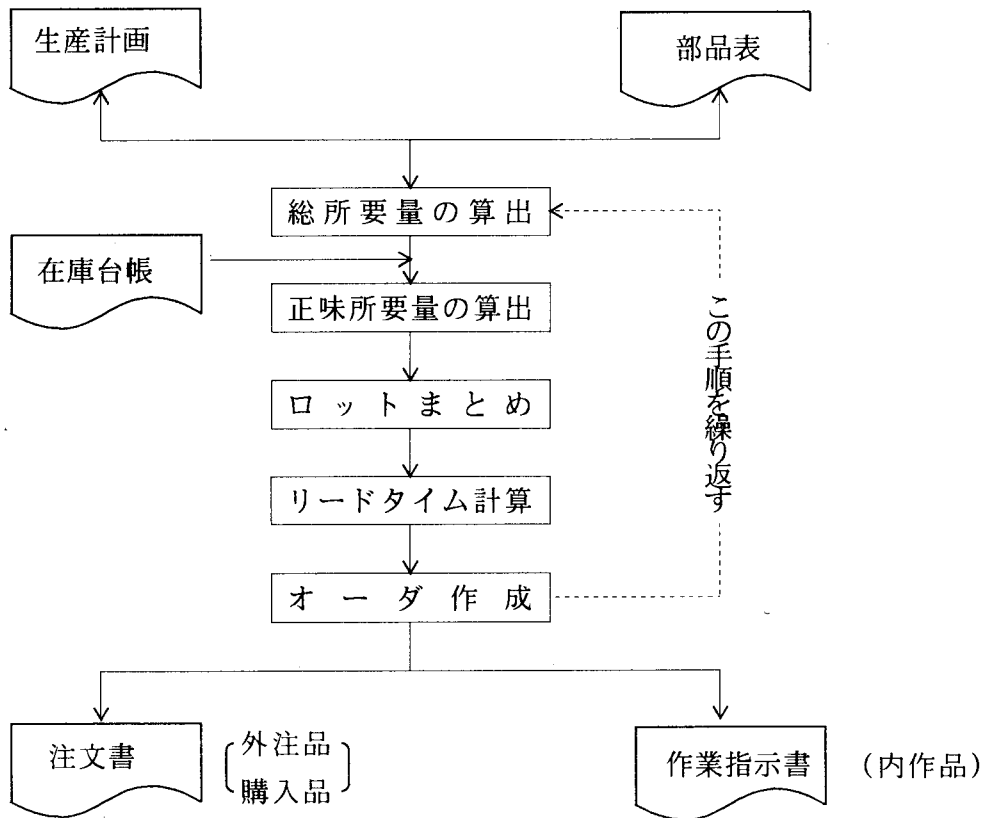 生産計画
部品表
総所要量の算出
在庫台帳
正味所要量の算出
ロットまとめ
この手順を繰り返す
リードタイム計算
オーダ作成
注文書
外注品
購入品
作業指示書
(内作品)